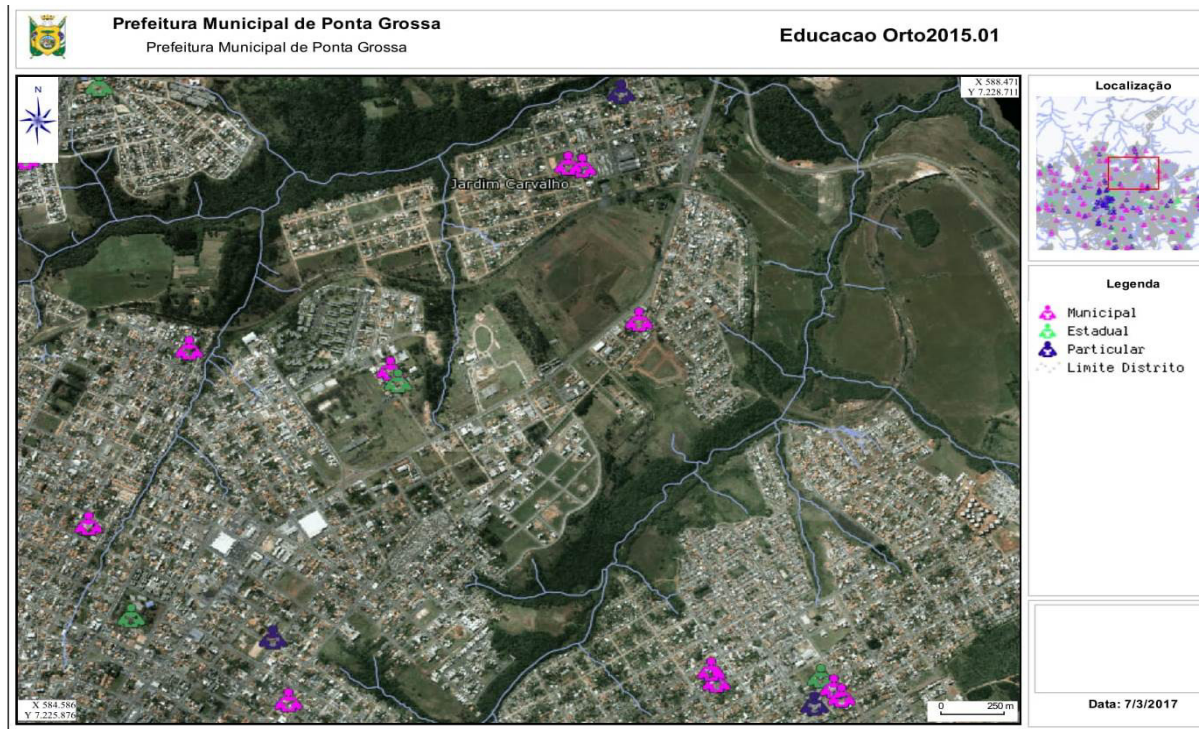 Prefeitura Municipal de Ponta Grossa
Prefeitura Municipal de Ponta Grossa
Educacao Orto2015.01
N
X 588.471
Y 7.228.711
Jardim Carvalho
X 584.586
Y 7.225.876
0 250 m
Localização
Legenda
Municipal
Estadual
Particular
Limite Distrito
Data: 7/3/2017